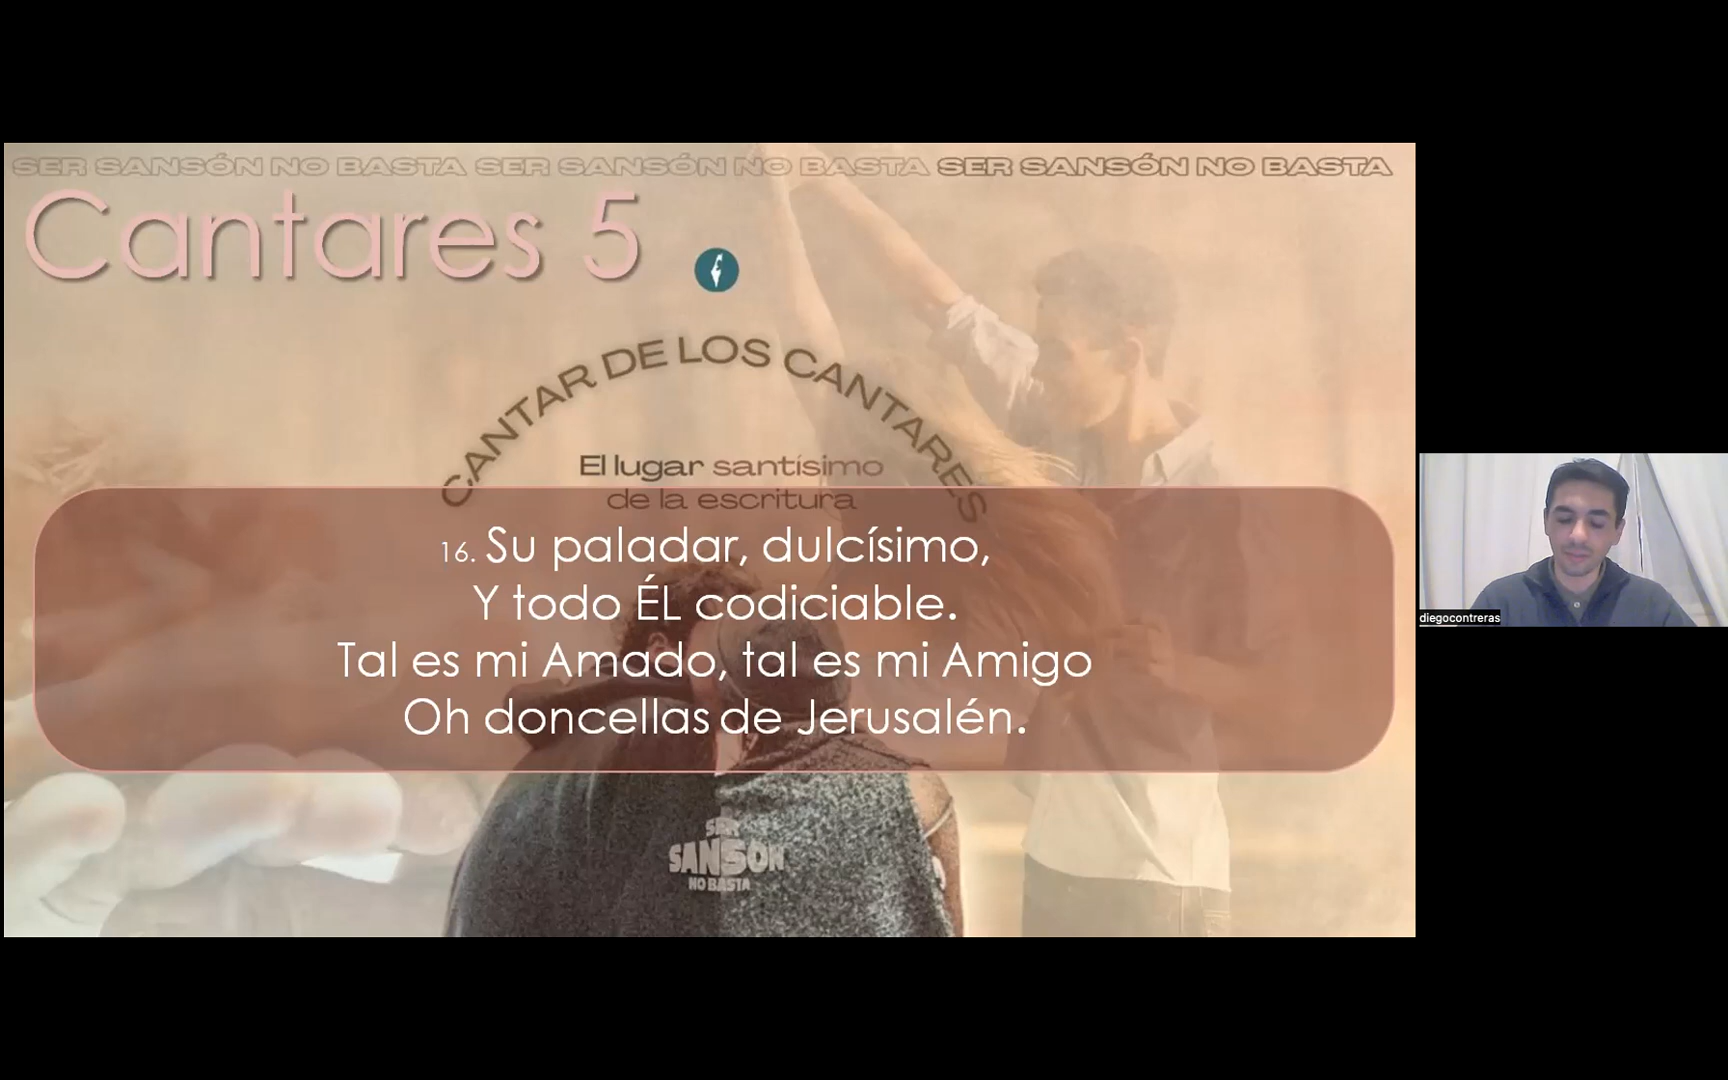 SER SANSÓN NO BASTA SER SANSÓN NO BASTA SER SANSÓN NO BASTA
Cantares 5
CANTAR DE LOS CANTARES
El lugar santísimo
de la escritura
16. Su paladar, dulcísimo,
Y todo ÉL codiciable.
Tal es mi Amado, tal es mi Amigo
Oh doncellas de Jerusalén.
SER
SANSÓN
NO BASTA
diegocontreras